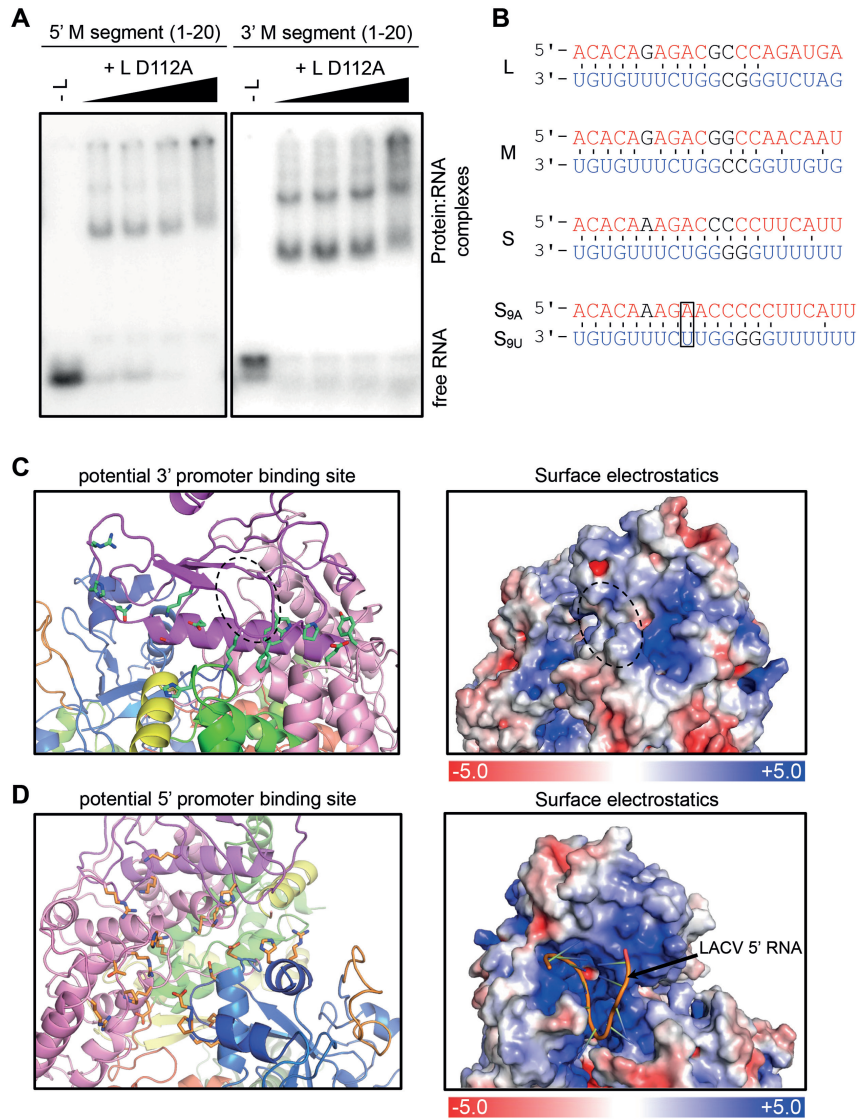 A
5' M segment (1-20)
3' M segment (1-20)
- L
+ L D112A
- L
+ L D112A
Protein:RNA
complexes
free RNA
B
L
5'- ACACAGAGACGCCCAGAUGA
3'- UGUGUUUCUGGCGGGUCUAG
M
5'- ACACAGAGACGGCCAACAAU
3'- UGUGUUUCUGGCCGGUUGUG
S
5'- ACACAAAGACCCCCUUCAUU
3'- UGUGUUUCUGGGGGUUUUUU
S9A 5'- ACACAAAGAACCCCCUUCAUU
S9U 3'- UGUGUUUCUUGGGGGUUUUUU
C
potential 3' promoter binding site
Surface electrostatics
-5.0
+5.0
D
potential 5' promoter binding site
Surface electrostatics
LACV 5' RNA
-5.0
+5.0